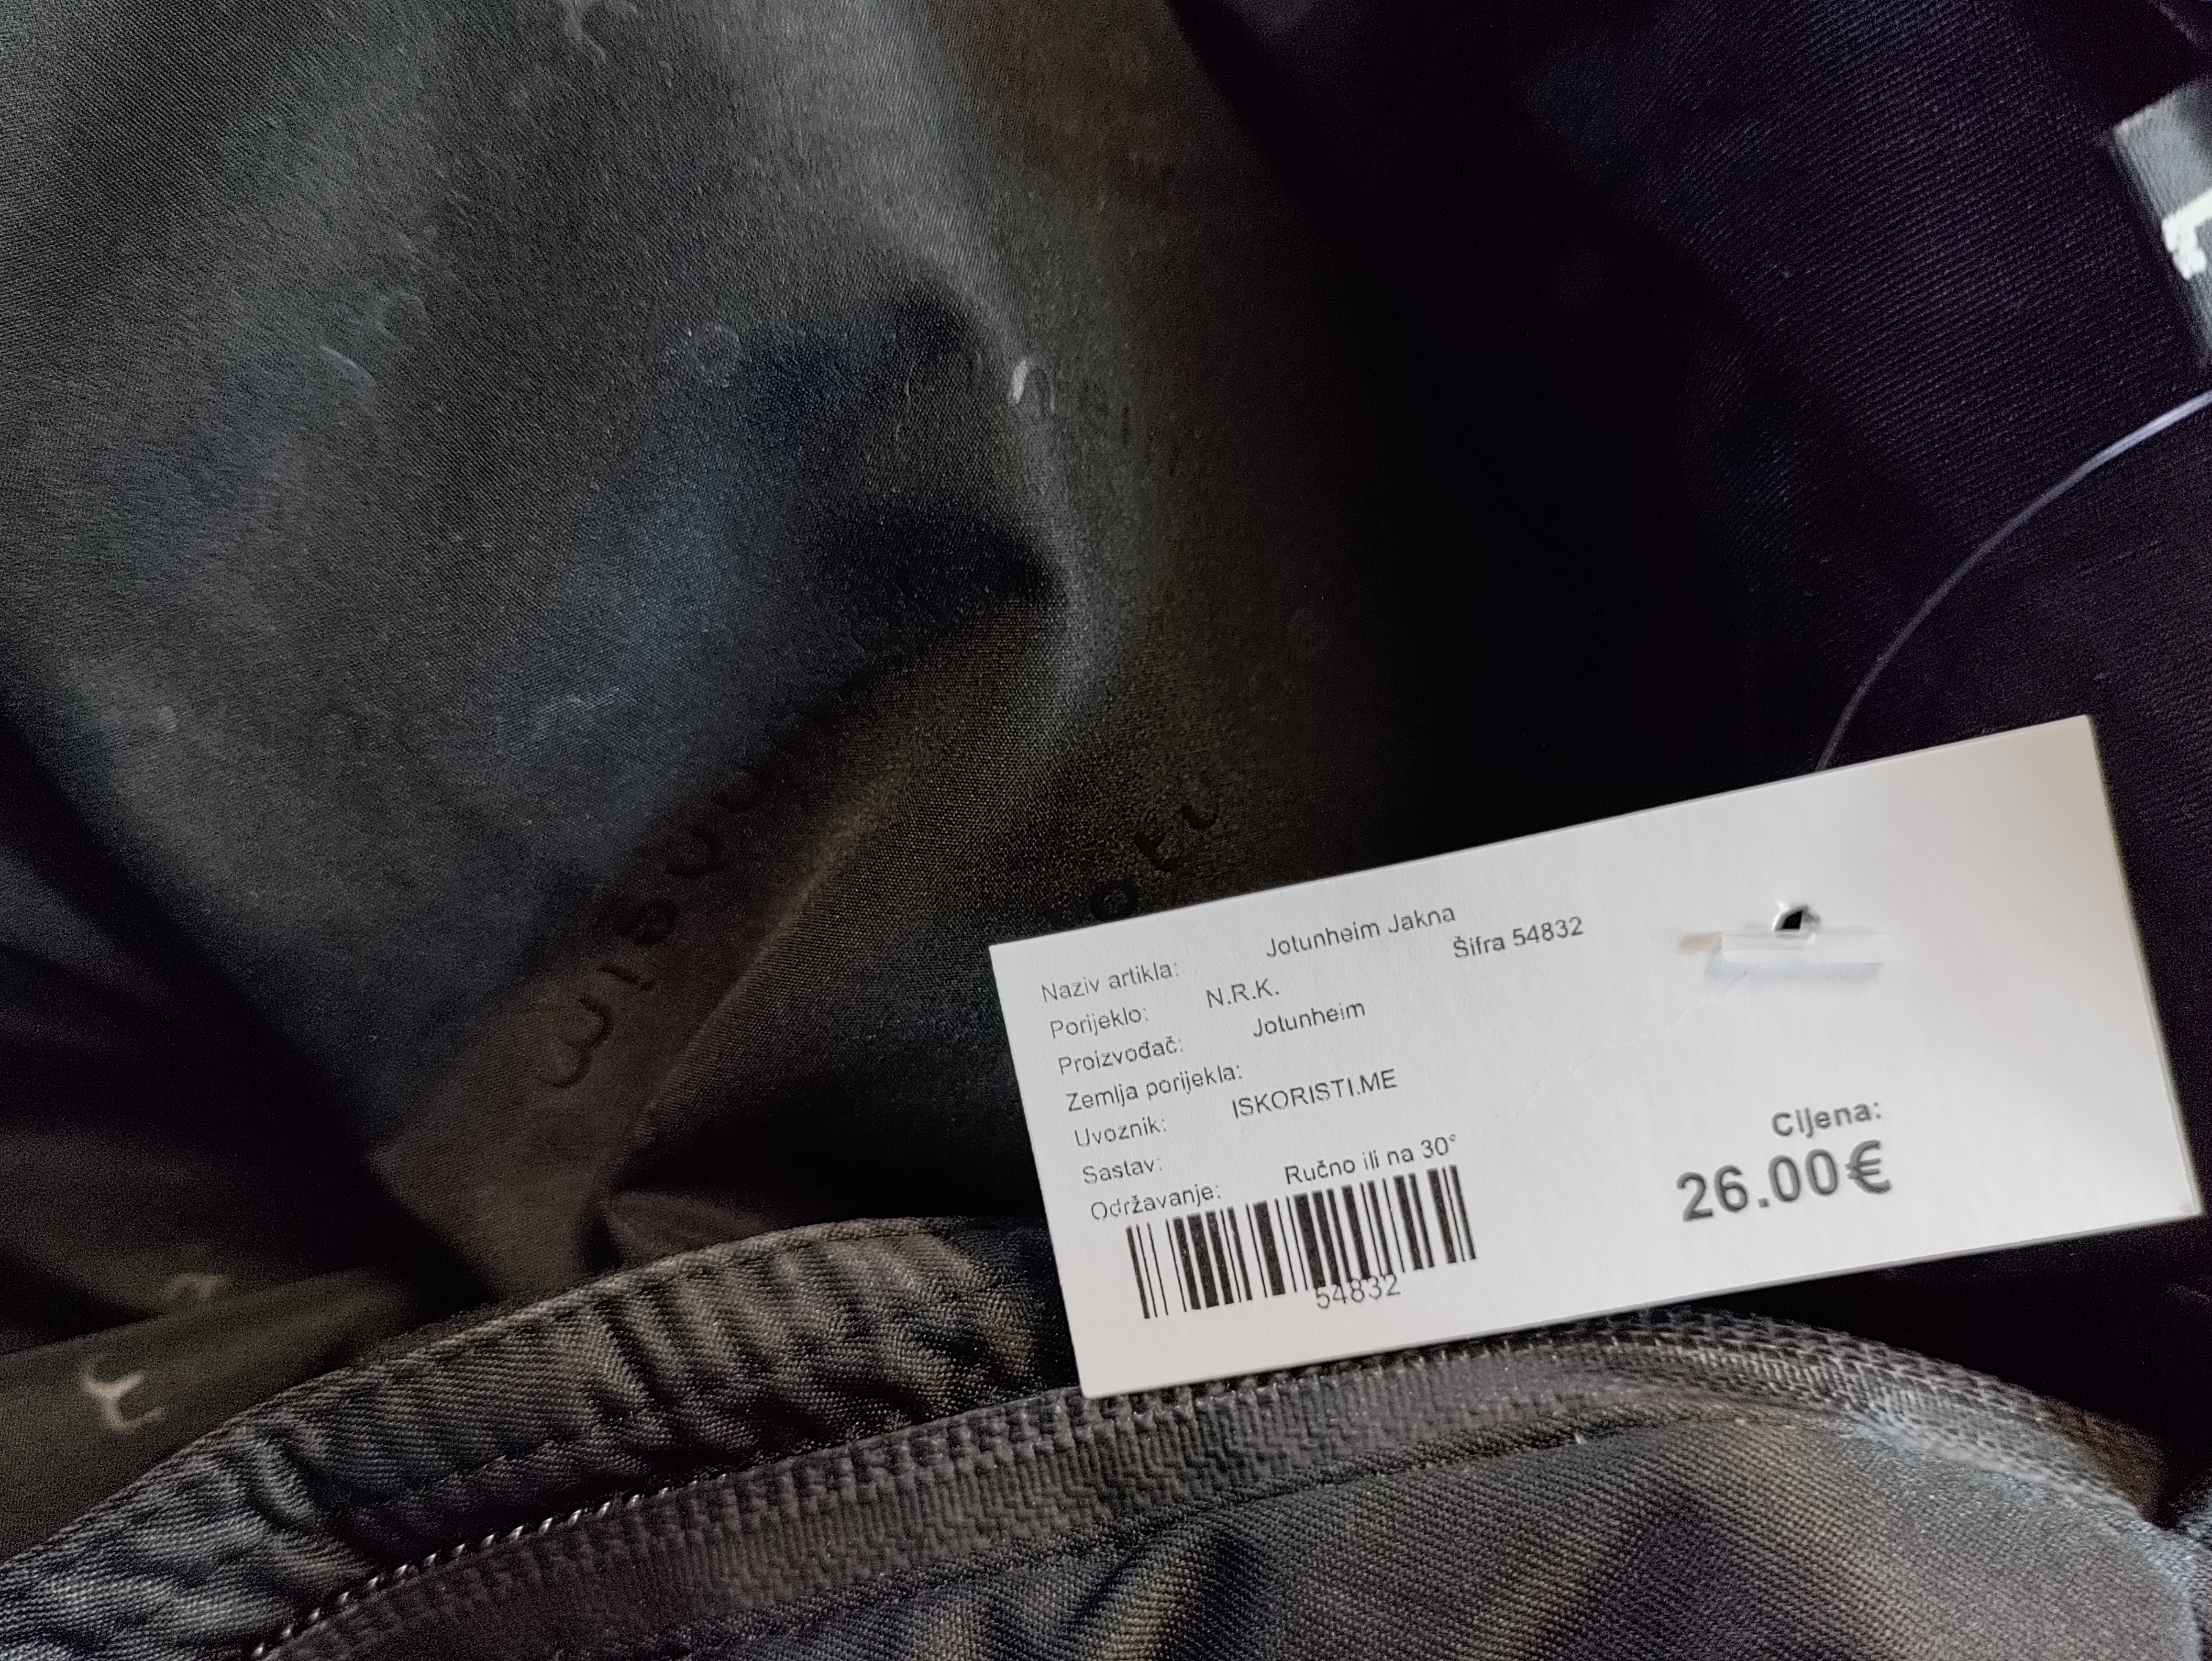 Naziv artikla: Jotunheim Jakna
Šifra 54832
Porijeklo: N.R.K.
Proizvođač: Jotunheim
Zemlja porijekla:
Uvoznik: ISKORISTI.ME
Sastav:
Održavanje: Ručno ili na 30°
54832
Cijena:
26.00€